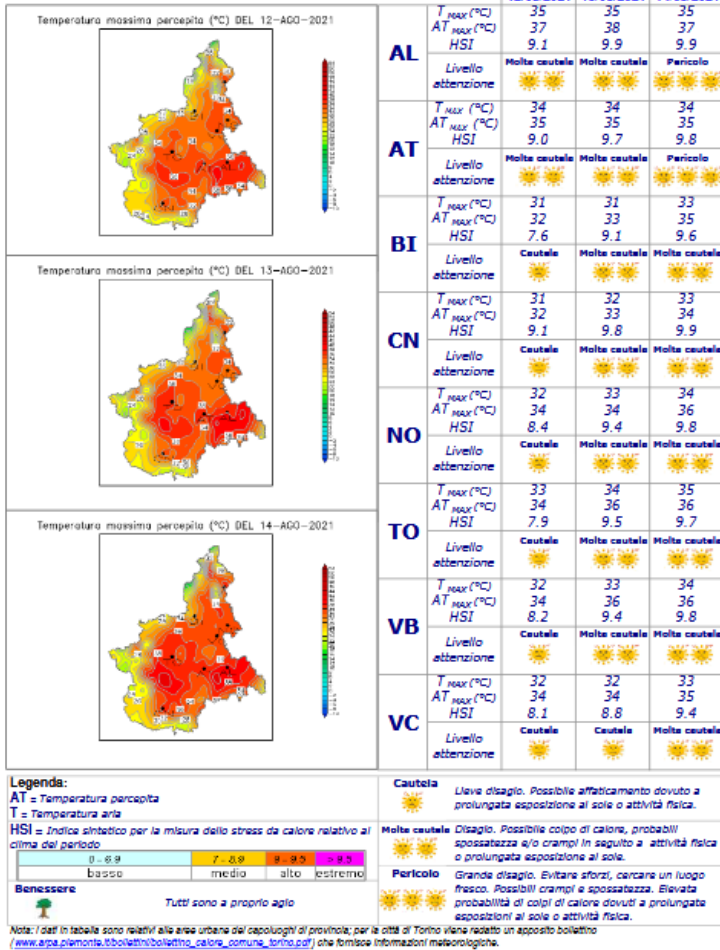 Temperatura massima percepita (°C) DEL 12-AGO-2021
Temperatura massima percepita (°C) DEL 13-AGO-2021
Temperatura massima percepita (°C) DEL 14-AGO-2021
AL
T MAX (°C) 35 35 35
AT MAX (°C) 37 38 37
HSI 9.1 9.9 9.9
Livello attenzione Molta cautela Molta cautela Pericolo
AT
T MAX (°C) 34 34 34
AT MAX (°C) 35 35 35
HSI 9.0 9.7 9.8
Livello attenzione Molta cautela Molta cautela Pericolo
BI
T MAX (°C) 31 31 33
AT MAX (°C) 32 33 35
HSI 7.6 9.1 9.6
Livello attenzione Cautela Molta cautela Molta cautela
CN
T MAX (°C) 31 32 33
AT MAX (°C) 32 33 34
HSI 9.1 9.8 9.9
Livello attenzione Cautela Molta cautela Molta cautela
NO
T MAX (°C) 32 33 34
AT MAX (°C) 34 34 36
HSI 8.4 9.4 9.8
Livello attenzione Cautela Molta cautela Molta cautela
TO
T MAX (°C) 33 34 35
AT MAX (°C) 34 36 36
HSI 7.9 9.5 9.7
Livello attenzione Cautela Molta cautela Molta cautela
VB
T MAX (°C) 32 33 34
AT MAX (°C) 34 36 36
HSI 8.2 9.4 9.8
Livello attenzione Cautela Molta cautela Molta cautela
VC
T MAX (°C) 32 32 33
AT MAX (°C) 34 34 35
HSI 8.1 8.8 9.4
Livello attenzione Cautela Cautela Molta cautela
Legenda:
AT = Temperatura percepita
T = Temperatura aria
HSI = Indice sintetico per la misura dello stress da calore relativo al
clima del periodo
0 - 6.9 7 - 8.9 9 - 9.5 > 9.5
basso medio alto estremo
Benessere
Tutti sono a proprio agio
Cautela
Lieve disagio. Possibile affaticamento dovuto a
prolungata esposizione al sole o attività fisica.
Molta cautela
Disagio. Possibile colpo di calore, probabili
spossatezza e/o crampi in seguito a attività fisica
o prolungata esposizione al sole.
Pericolo
Grande disagio. Evitare sforzi, cercare un luogo
fresco. Possibili crampi e spossatezza. Elevata
probabilità di colpi di calore dovuti a prolungate
esposizioni al sole o attività fisica.
Nota: i dati in tabella sono relativi alle aree urbane dei capoluoghi di provincia; per la città di Torino viene redatto un apposito bollettino
(www.arpa.piemonte.it/bollettini/bollettino_calore_comune_torino.pdf) che fornisce informazioni meteorologiche.